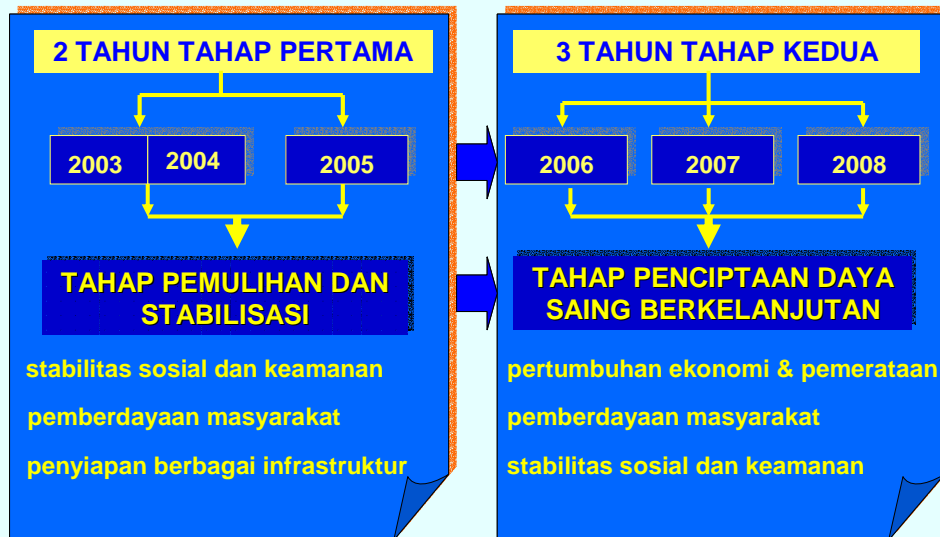 2 TAHUN TAHAP PERTAMA
2003
2004
2005
TAHAP PEMULIHAN DAN
STABILISASI
stabilitas sosial dan keamanan
pemberdayaan masyarakat
penyiapan berbagai infrastruktur
3 TAHUN TAHAP KEDUA
2006
2007
2008
TAHAP PENCIPTAAN DAYA
SAING BERKELANJUTAN
pertumbuhan ekonomi & pemerataan
pemberdayaan masyarakat
stabilitas sosial dan keamanan